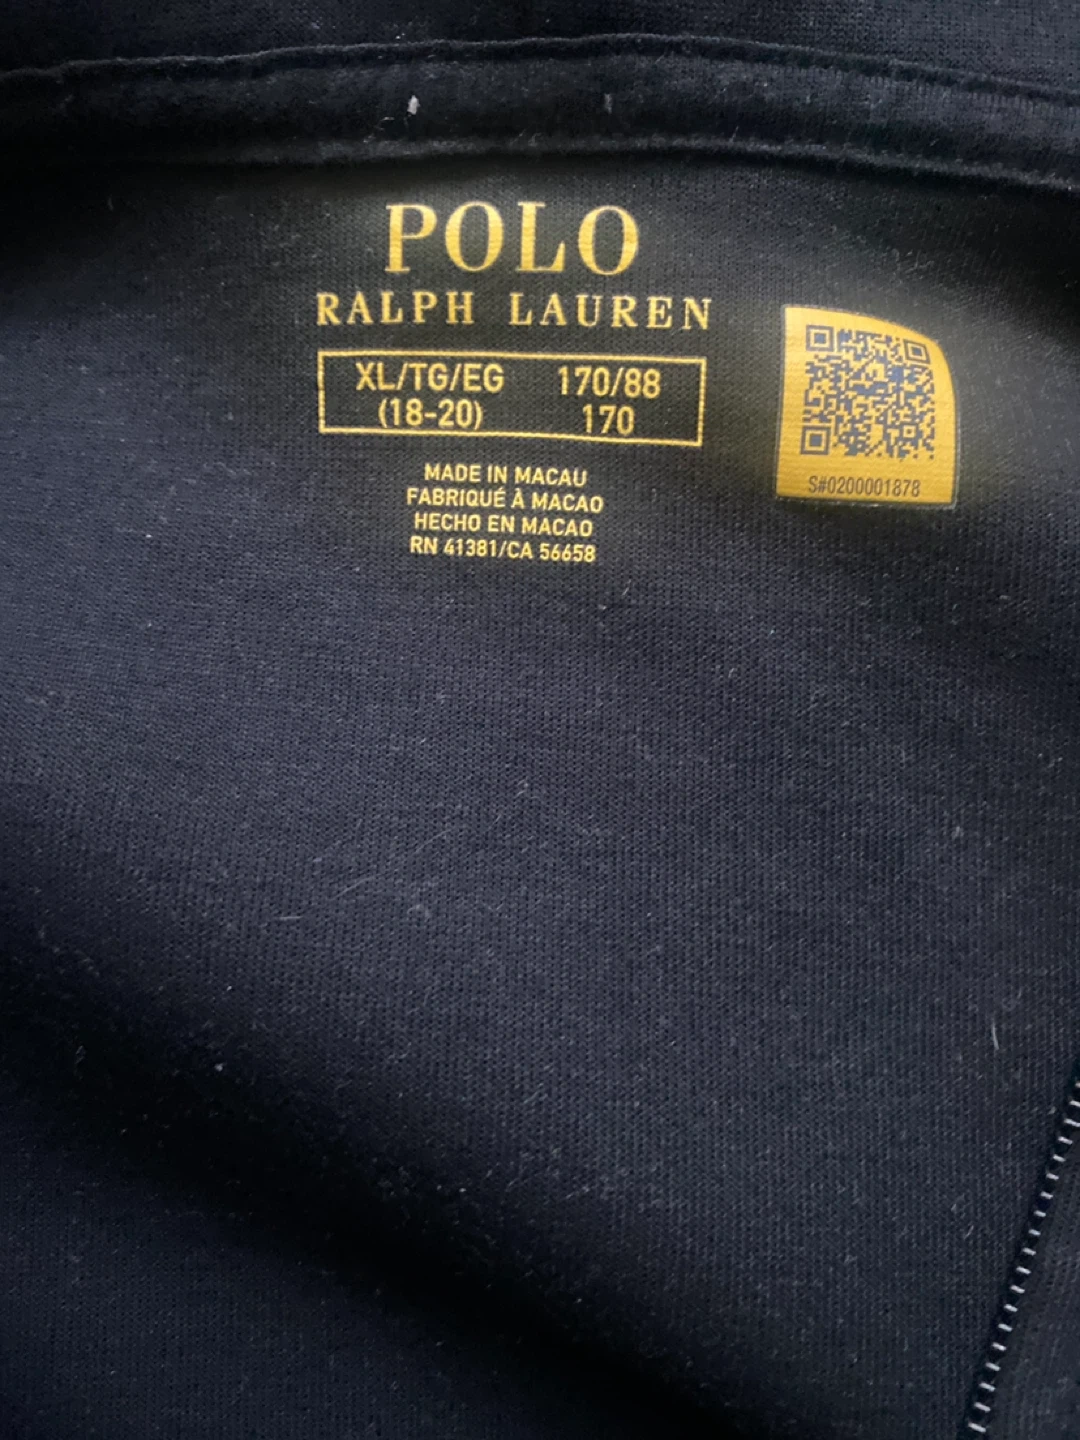 POLO
RALPH LAUREN
XL/TG/EG 170/88
(18-20) 170
MADE IN MACAU
FABRIQUÉ À MACAO
HECHO EN MACAO
RN 41381/CA 56658
S#0200001878